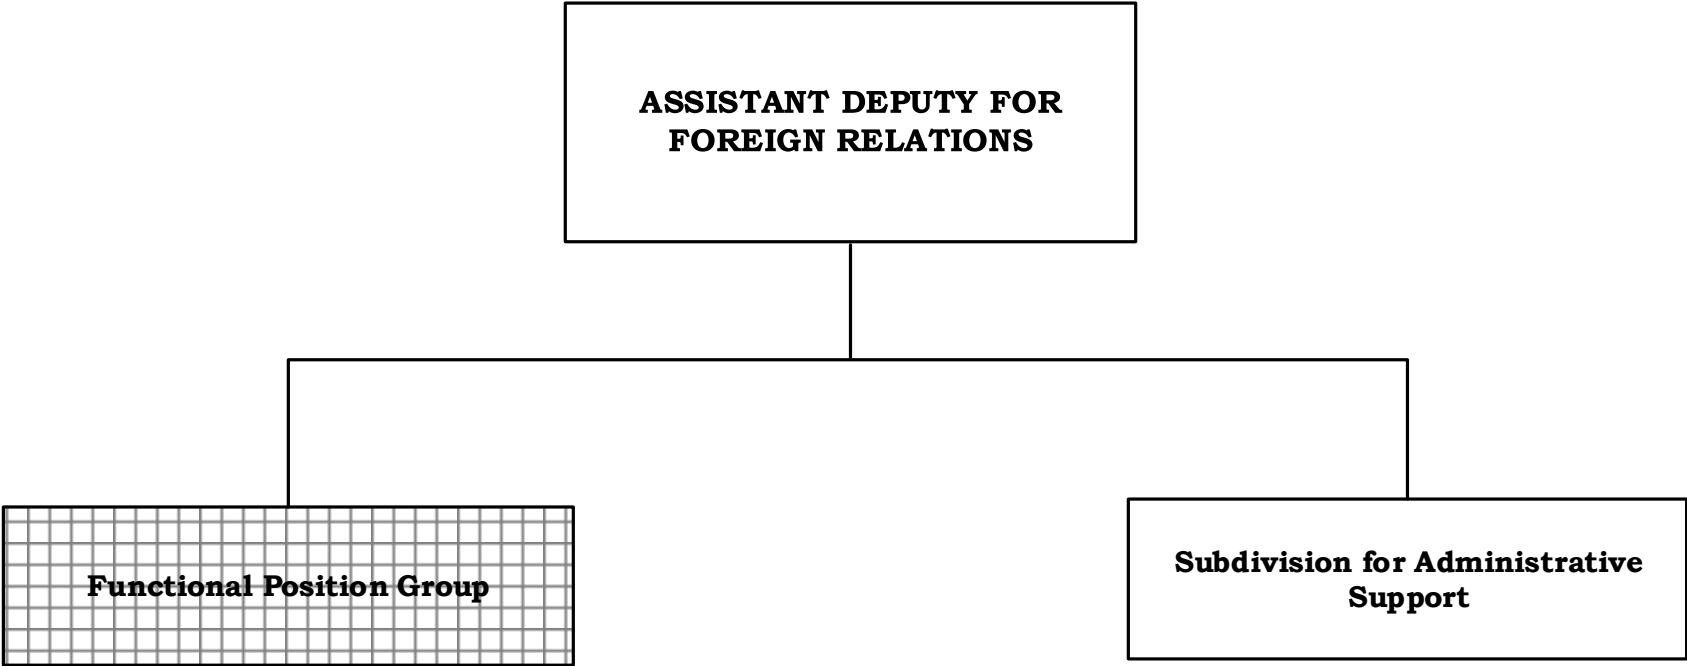 ASSISTANT DEPUTY FOR
FOREIGN RELATIONS
Functional Position Group
Subdivision for Administrative
Support